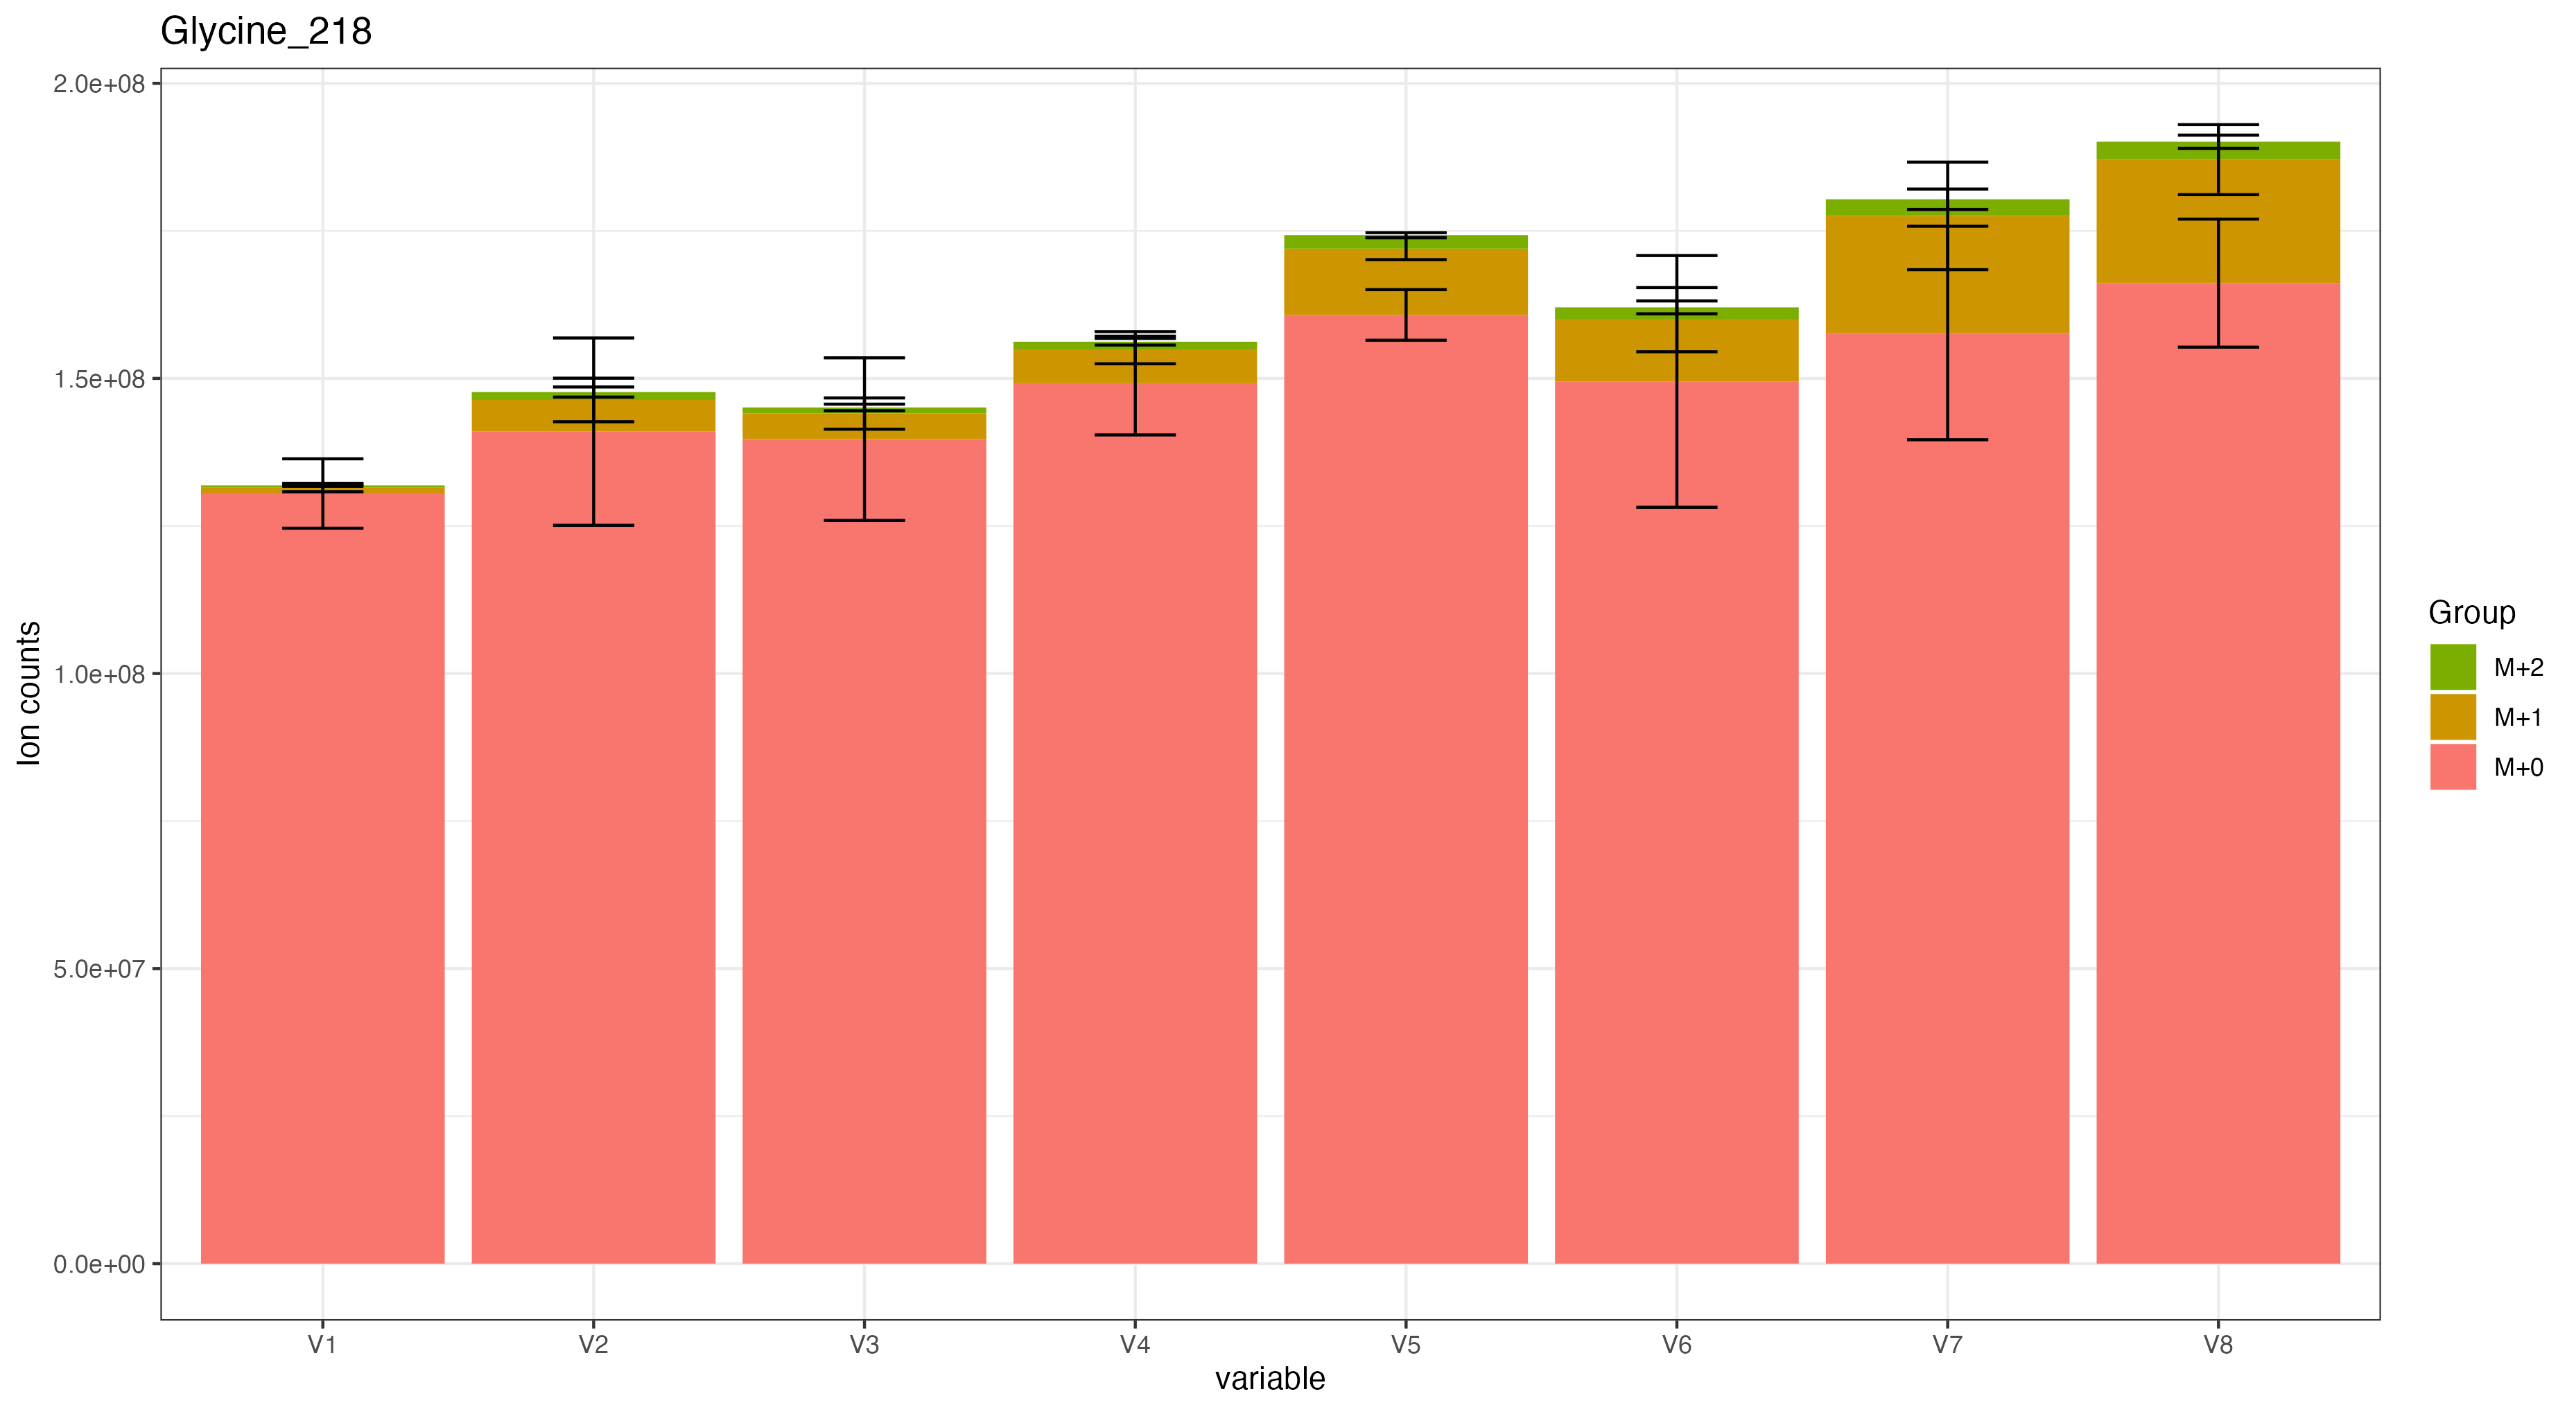 Glycine_218
2.0e+08
1.5e+08
1.0e+08
5.0e+07
0.0e+00
Ion counts
V1 V2 V3 V4 V5 V6 V7 V8
variable
Group
M+2
M+1
M+0